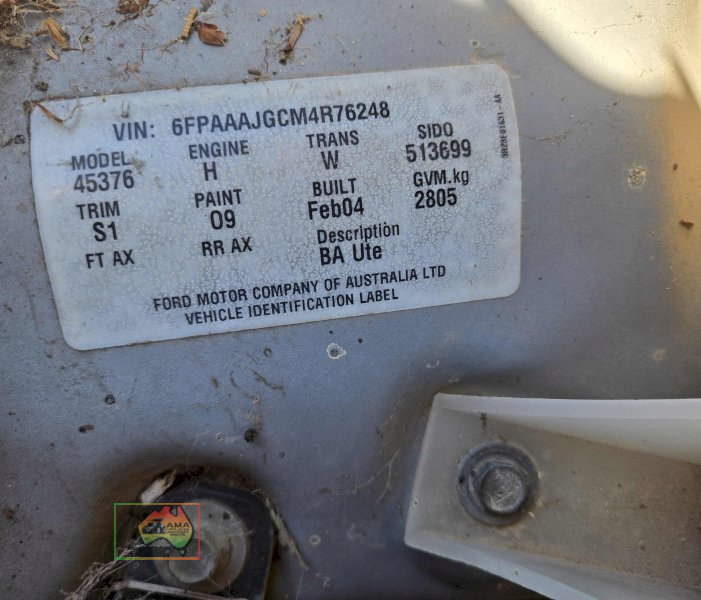 VIN: 6FPAAAJGCM4R76248
MODEL ENGINE TRANS SIDO
45376 H W 513699
TRIM PAINT BUILT GVM.kg
S1 09 Feb04 2805
FT AX RR AX Description
BA Ute
FORD MOTOR COMPANY OF AUSTRALIA LTD
VEHICLE IDENTIFICATION LABEL
LAMA